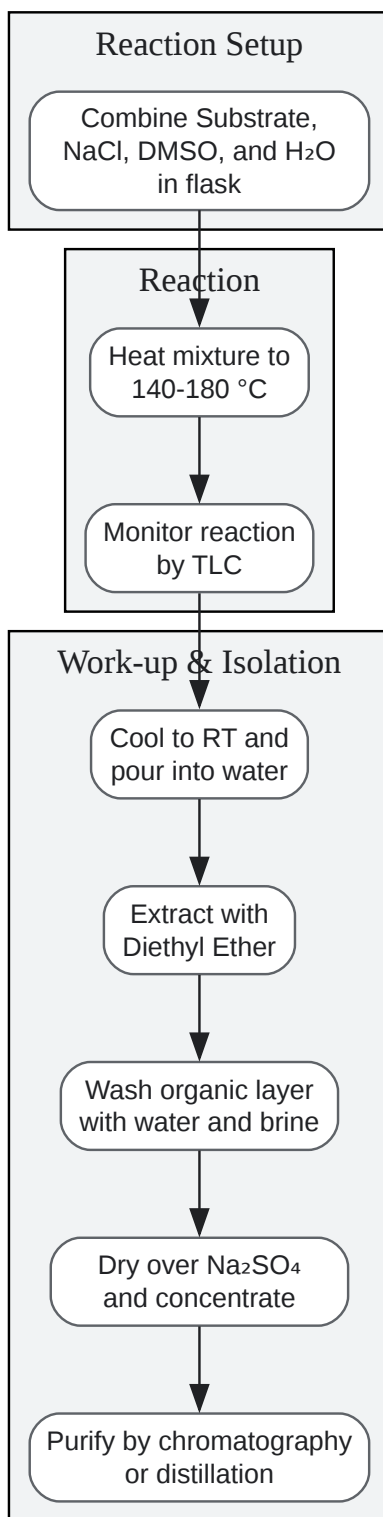 Reaction Setup
Combine Substrate,
NaCl, DMSO, and H₂O
in flask
Reaction
Heat mixture to
140-180 °C
Monitor reaction
by TLC
Work-up & Isolation
Cool to RT and
pour into water
Extract with
Diethyl Ether
Wash organic layer
with water and brine
Dry over Na₂SO₄
and concentrate
Purify by chromatography
or distillation